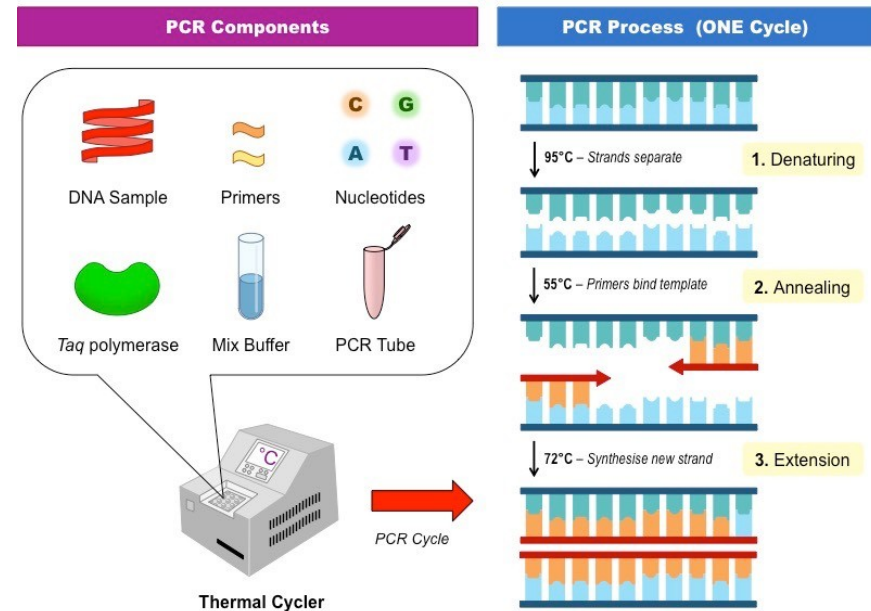 PCR Components
DNA Sample
Primers
C
G
A
T
Nucleotides
Taq polymerase
Mix Buffer
PCR Tube
°C
Thermal Cycler
PCR Cycle
PCR Process (ONE Cycle)
95°C – Strands separate
1. Denaturing
55°C – Primers bind template
2. Annealing
72°C – Synthesise new strand
3. Extension